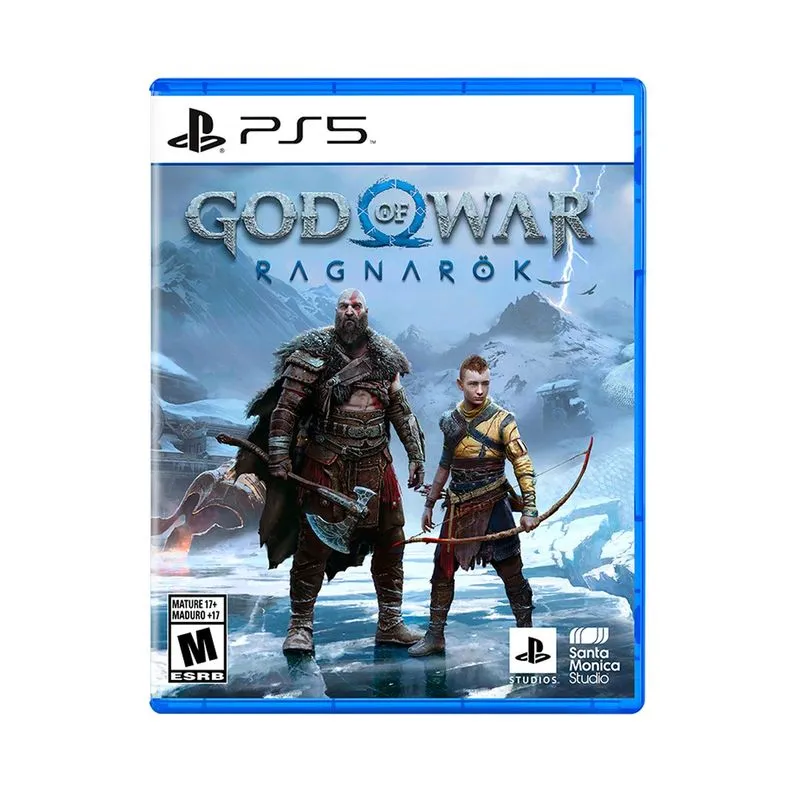 PS5
GOD OF WAR
RAGNARÖK
MATURE 17+
MADURO +17
M
ESRB
STUDIOS
Santa
Monica
Studio